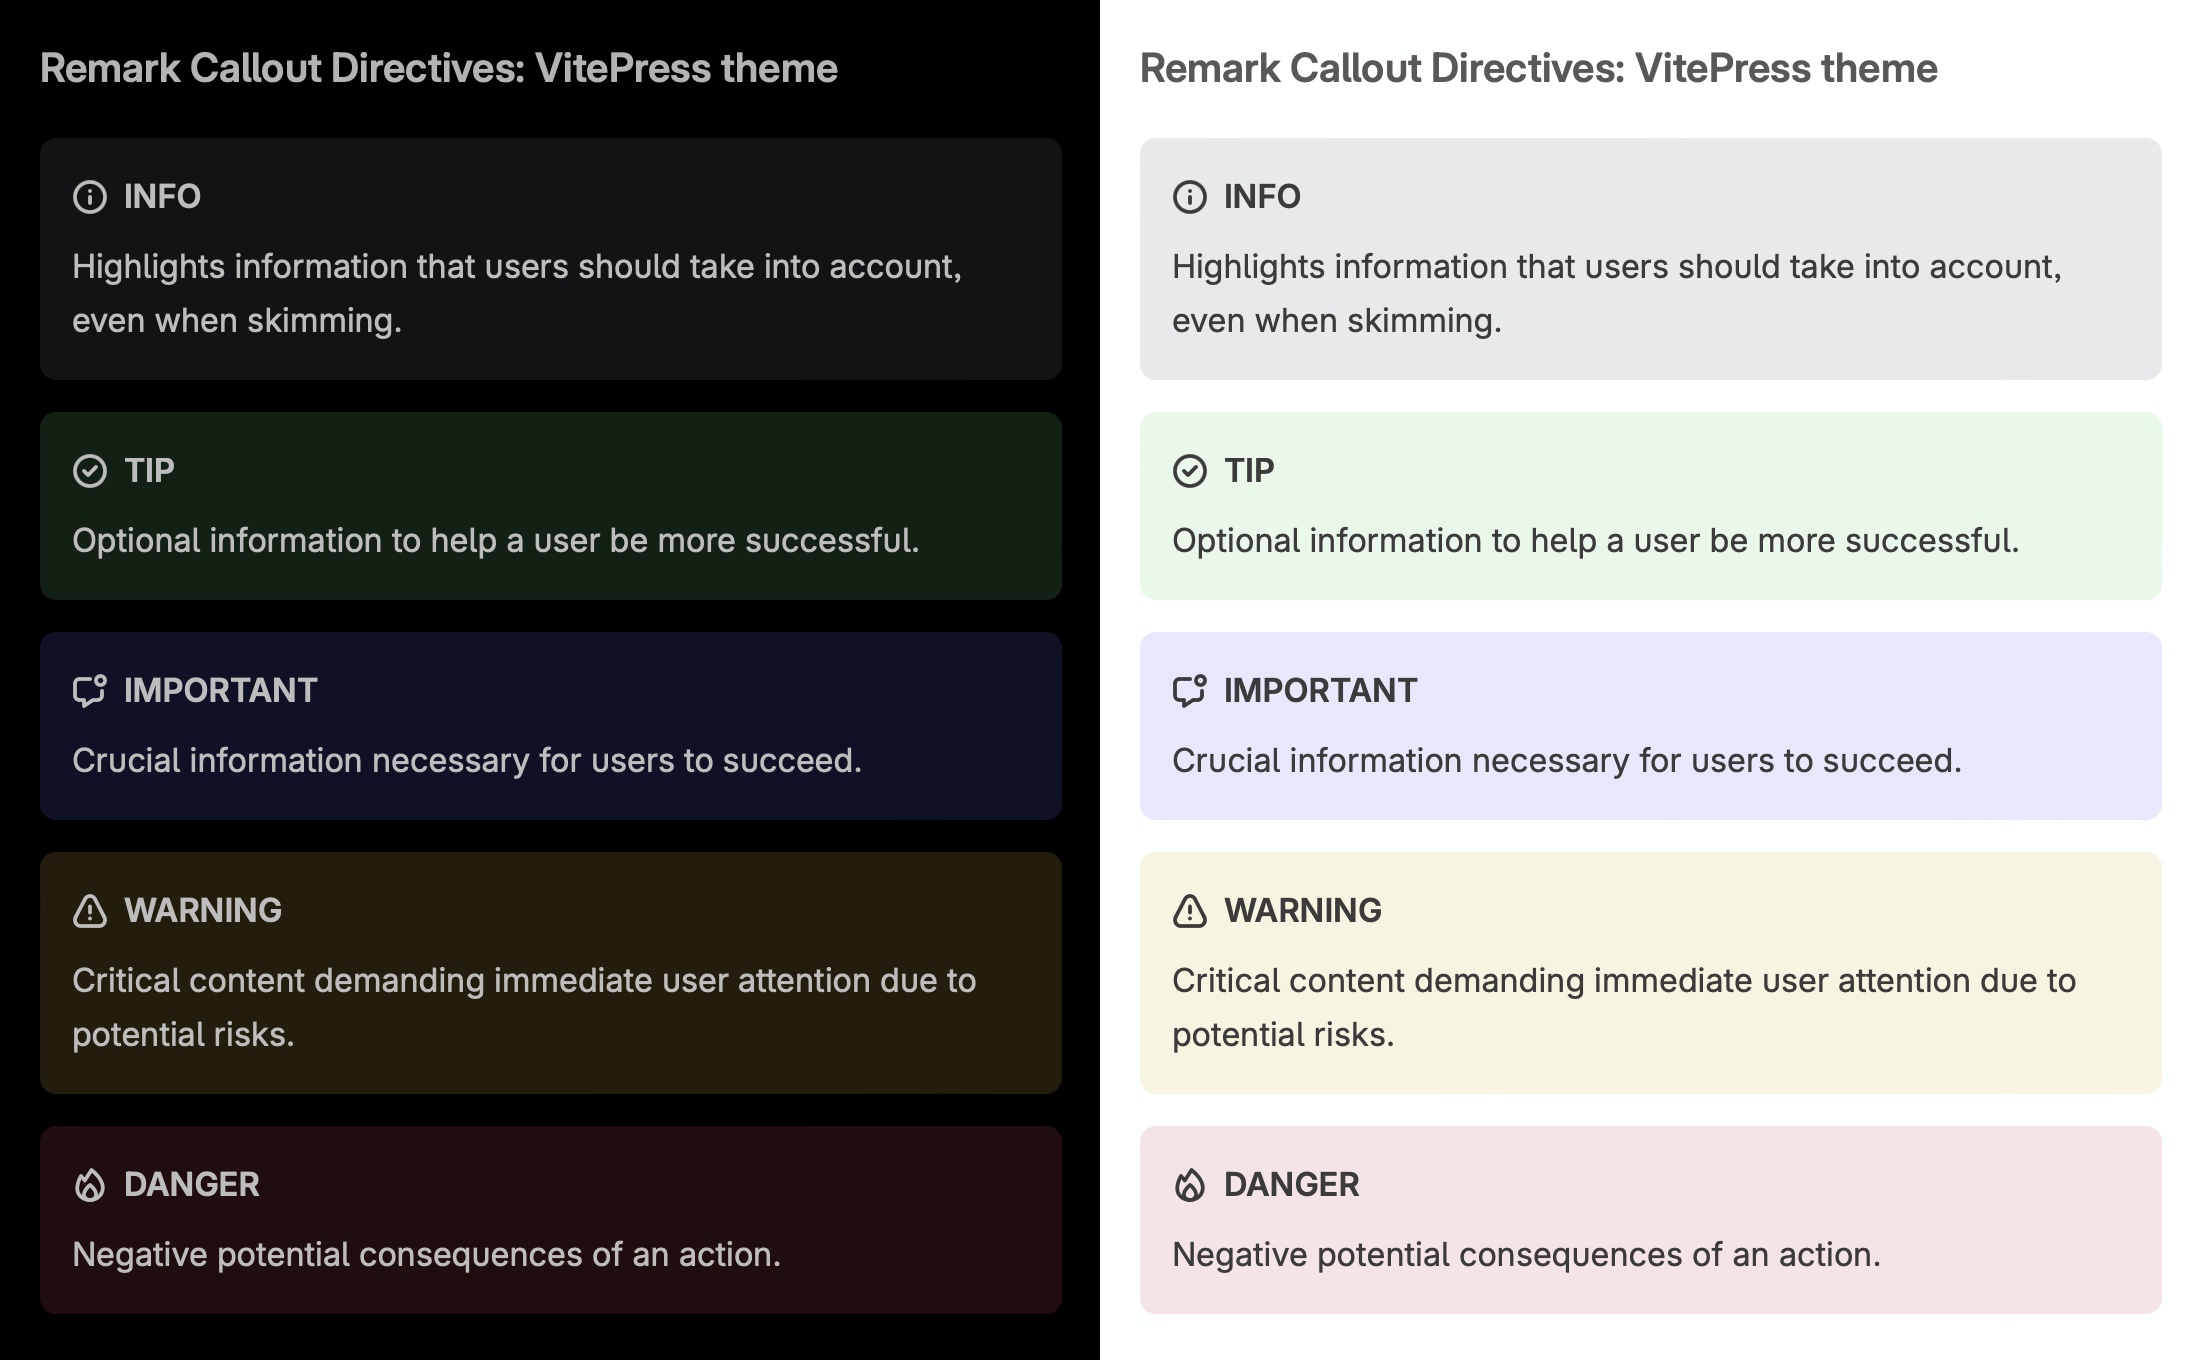 Remark Callout Directives: VitePress theme
INFO
Highlights information that users should take into account,
even when skimming.
TIP
Optional information to help a user be more successful.
IMPORTANT
Crucial information necessary for users to succeed.
WARNING
Critical content demanding immediate user attention due to
potential risks.
DANGER
Negative potential consequences of an action.
Remark Callout Directives: VitePress theme
INFO
Highlights information that users should take into account,
even when skimming.
TIP
Optional information to help a user be more successful.
IMPORTANT
Crucial information necessary for users to succeed.
WARNING
Critical content demanding immediate user attention due to
potential risks.
DANGER
Negative potential consequences of an action.